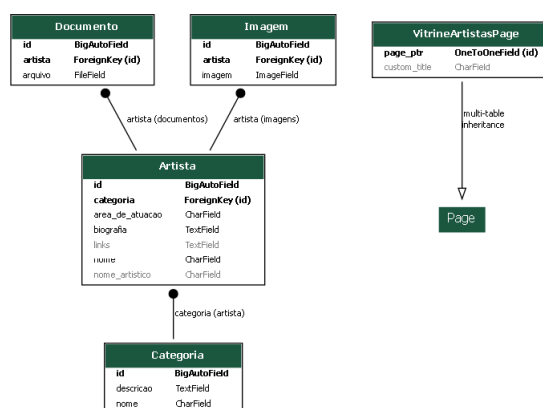 Documento
id BigAutoField
artista ForeignKey (id)
arquivo FileField
Imagem
id BigAutoField
artista ForeignKey (id)
imagem ImageField
VitrineArtistasPage
page_ptr OneToOneField (id)
custom_title CharField
artista (documentos)
artista (imagens)
multi-table
inheritance
Artista
id BigAutoField
categoria ForeignKey (id)
area_de_atuacao CharField
biografia TextField
links TextField
nome CharField
nome_artistico CharField
Page
categoria (artista)
Categoria
id BigAutoField
descricao TextField
nome CharField